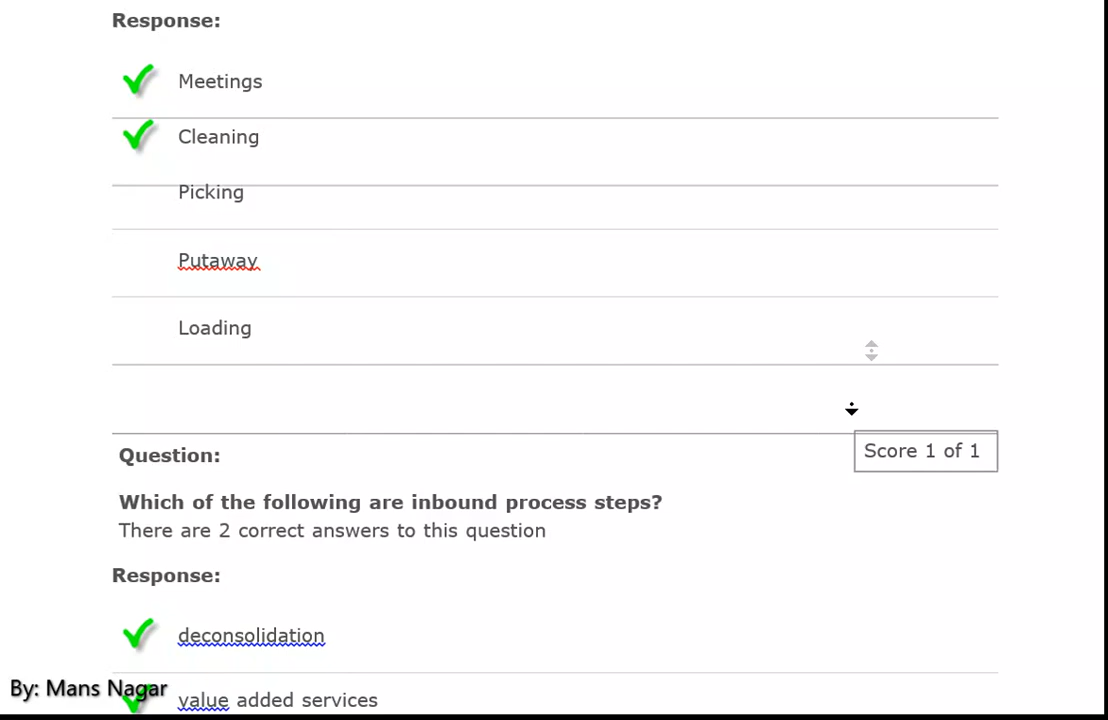 Response:
Meetings
Cleaning
Picking
Putaway
Loading
Score 1 of 1
Question:
Which of the following are inbound process steps?
There are 2 correct answers to this question
Response:
deconsolidation
By: Mans Nagar
value added services